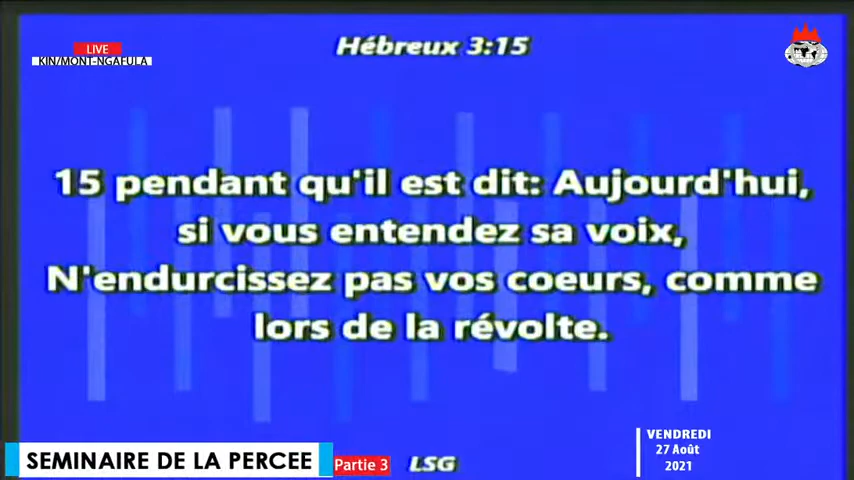 LIVE
KIN/MONT-NGAFULA
Hébreux 3:15
15 pendant qu'il est dit: Aujourd'hui,
si vous entendez sa voix,
N'endurcissez pas vos coeurs, comme
lors de la révolte.
SEMINAIRE DE LA PERCEE
Partie 3
LSG
VENDREDI
27 Août
2021